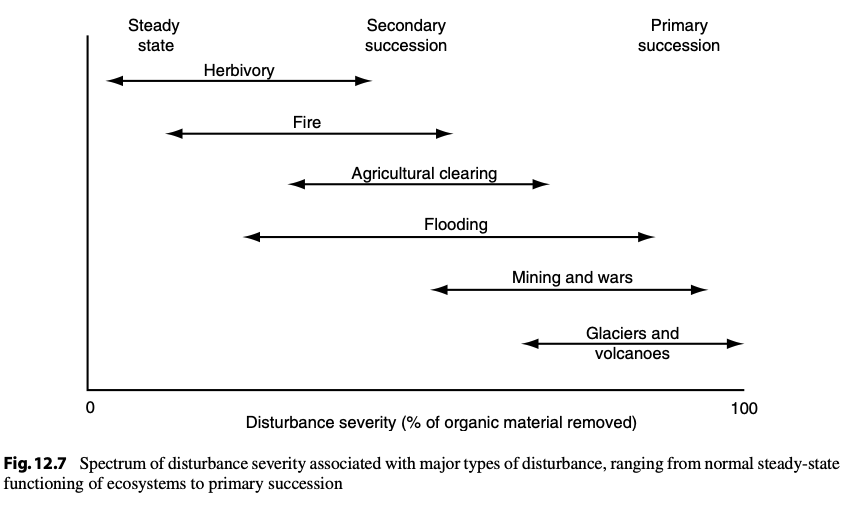 Steady
state
Secondary
succession
Primary
succession
Herbivory
Fire
Agricultural clearing
Flooding
Mining and wars
Glaciers and
volcanoes
0
100
Disturbance severity (% of organic material removed)
Fig. 12.7 Spectrum of disturbance severity associated with major types of disturbance, ranging from normal steady-state
functioning of ecosystems to primary succession